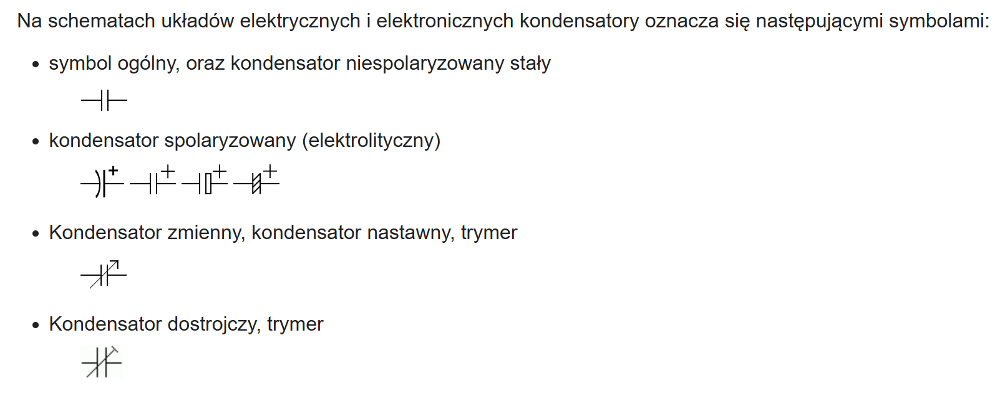 Na schematach układów elektrycznych i elektronicznych kondensatory oznacza się następującymi symbolami:
• symbol ogólny, oraz kondensator niespolaryzowany stały
• kondensator spolaryzowany (elektrolityczny)
+ + + +
• Kondensator zmienny, kondensator nastawny, trymer
• Kondensator dostrojczy, trymer